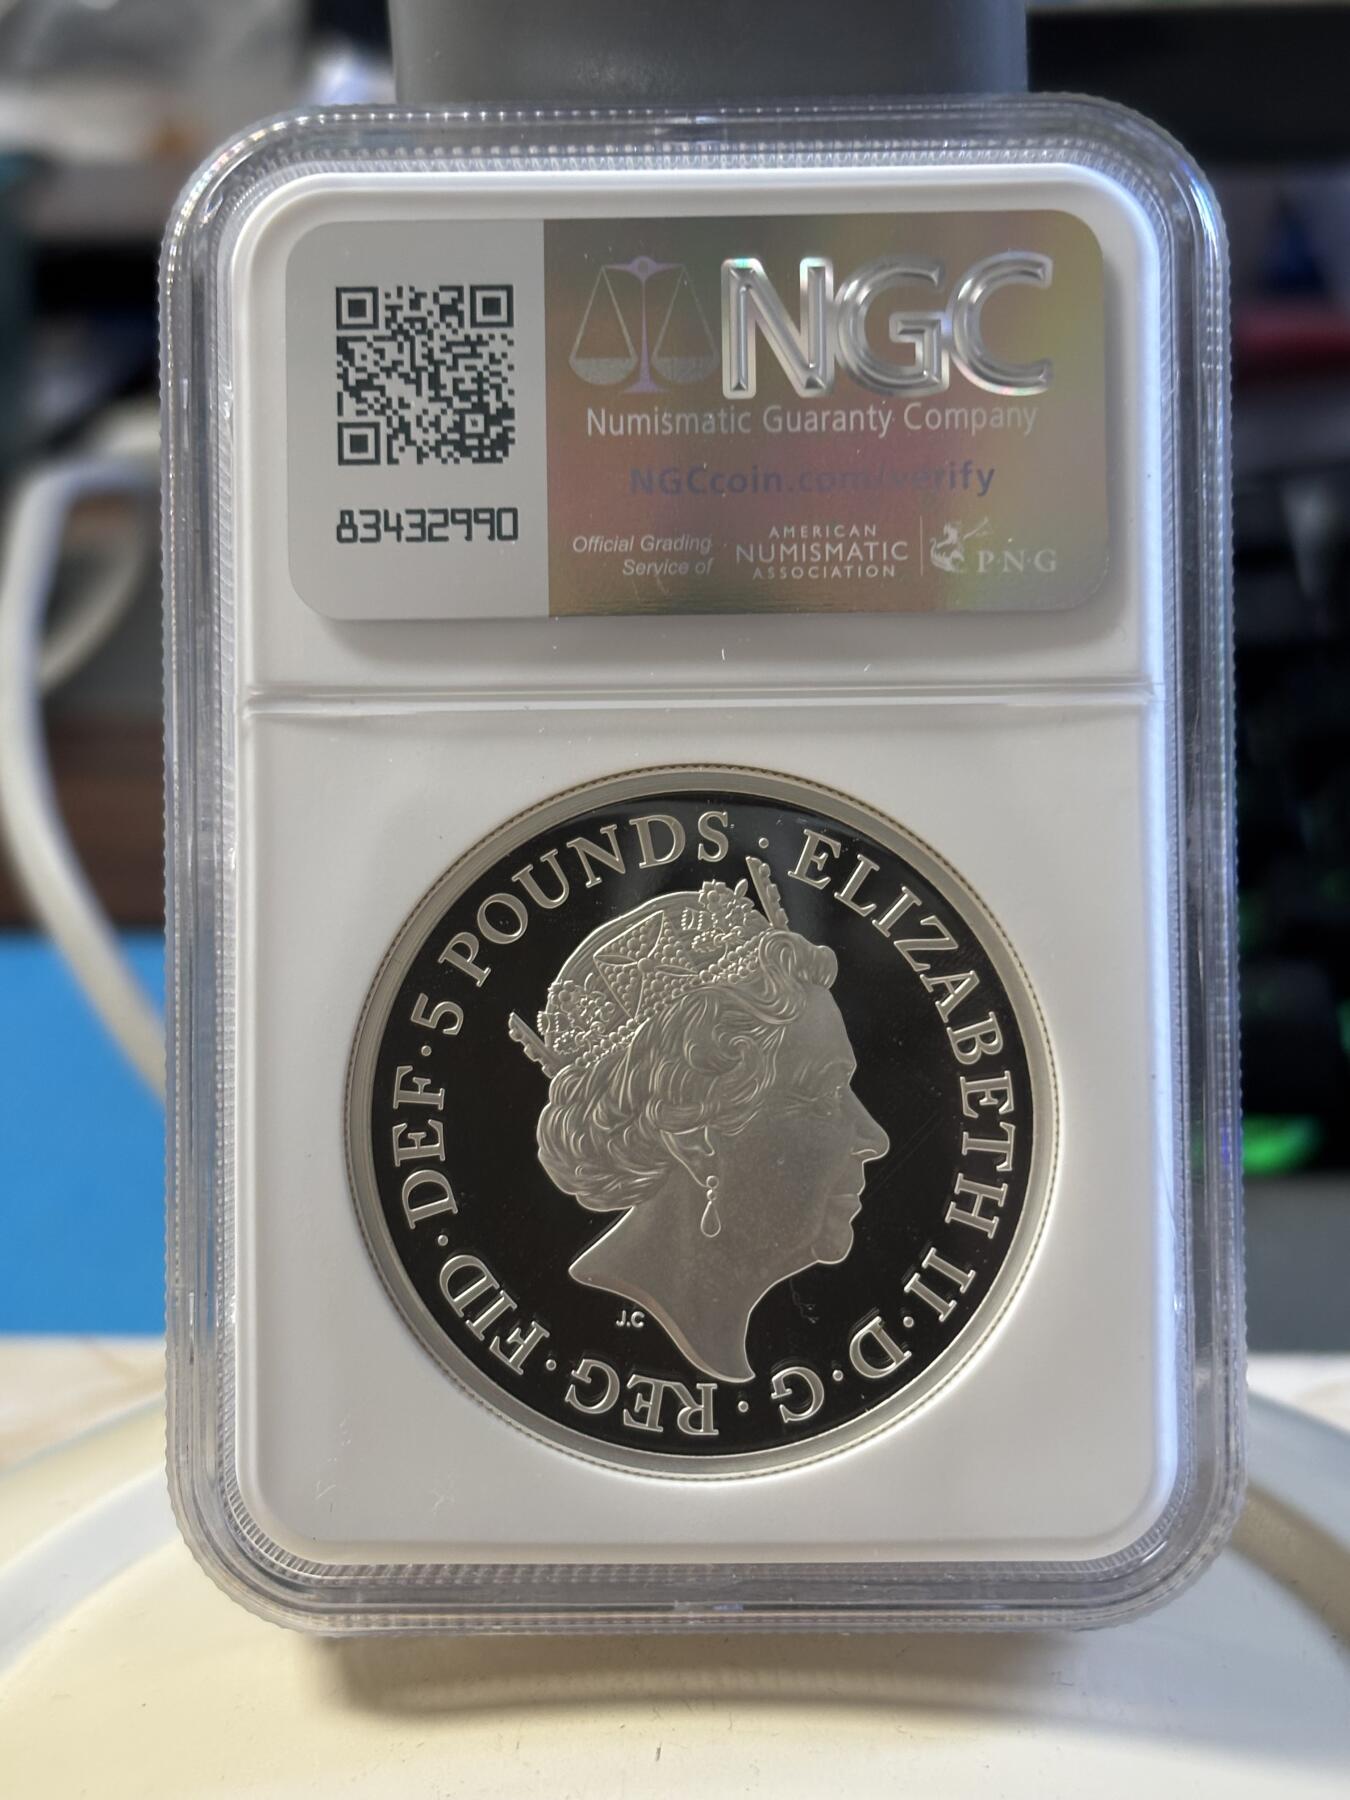 NGC
Numismatic Guaranty Company
NGCcoin.com/verify
83432990
Official Grading
Service of
AMERICAN
NUMISMATIC
ASSOCIATION
P·N·G
ELIZABETH II · D · G · REG · FID · DEF · 5 POUNDS ·
J.C